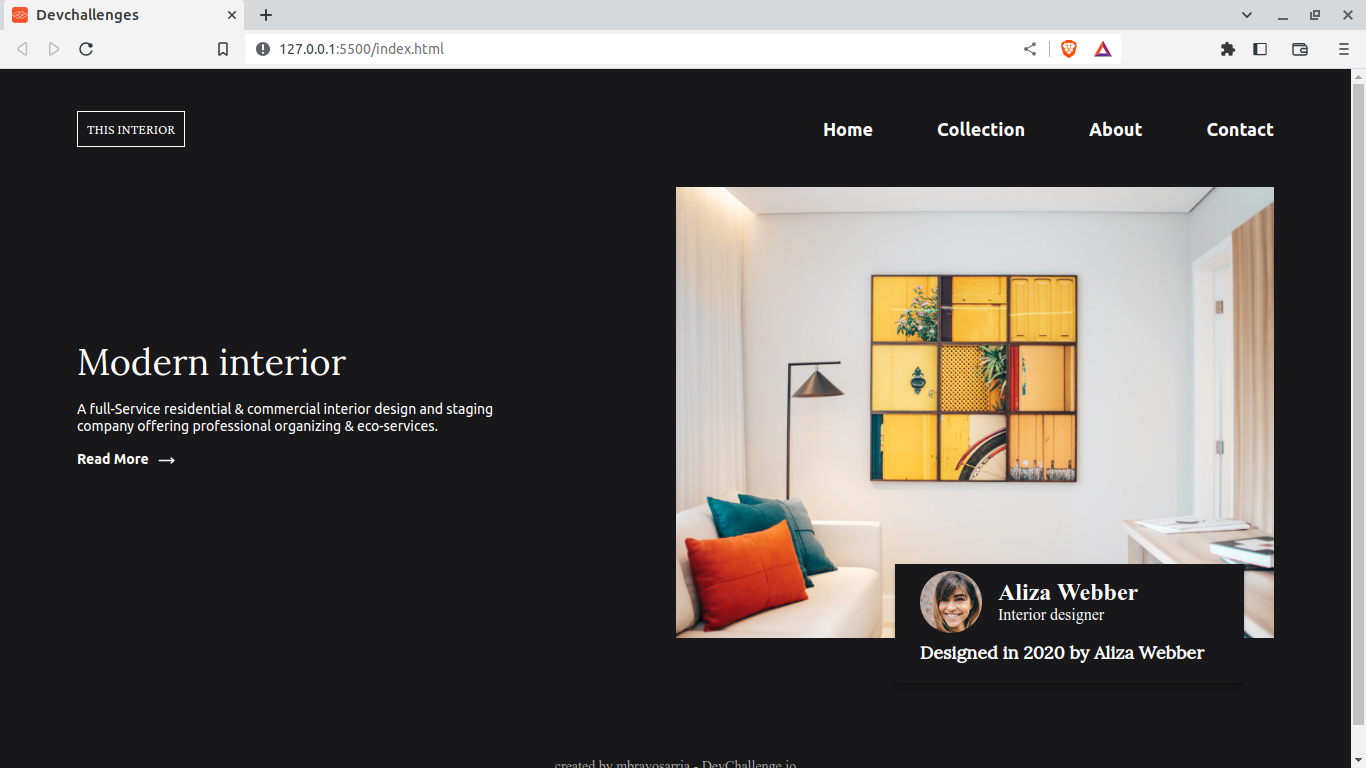 Devchallenges
127.0.0.1:5500/index.html
THIS INTERIOR
Home
Collection
About
Contact
Modern interior
A full-Service residential & commercial interior design and staging
company offering professional organizing & eco-services.
Read More
Aliza Webber
Interior designer
Designed in 2020 by Aliza Webber
created by mbravosarria - DevChallenge.io